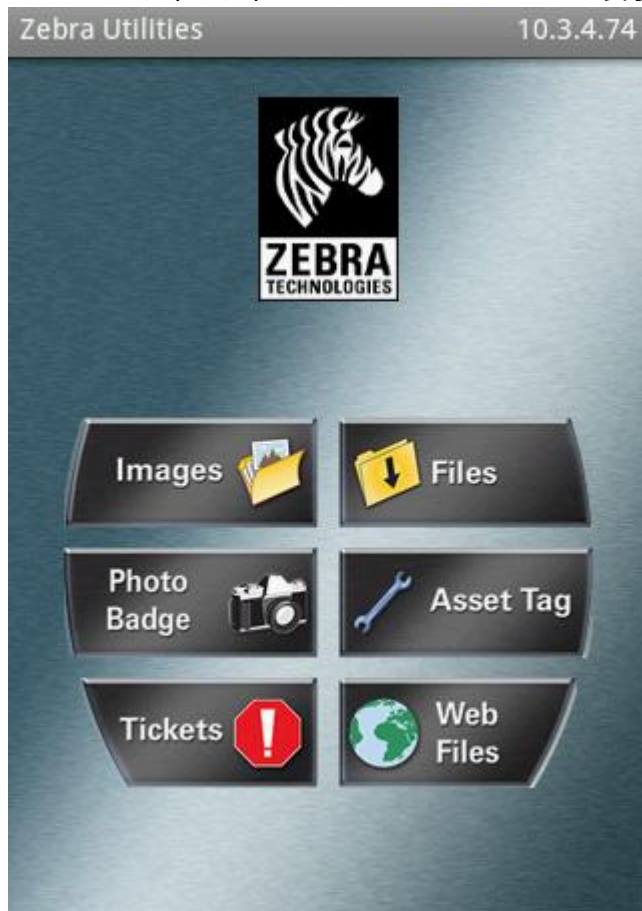 Zebra Utilities 10.3.4.74
ZEBRA
TECHNOLOGIES
Images
Files
Photo
Badge
Asset Tag
Tickets
!
Web
Files